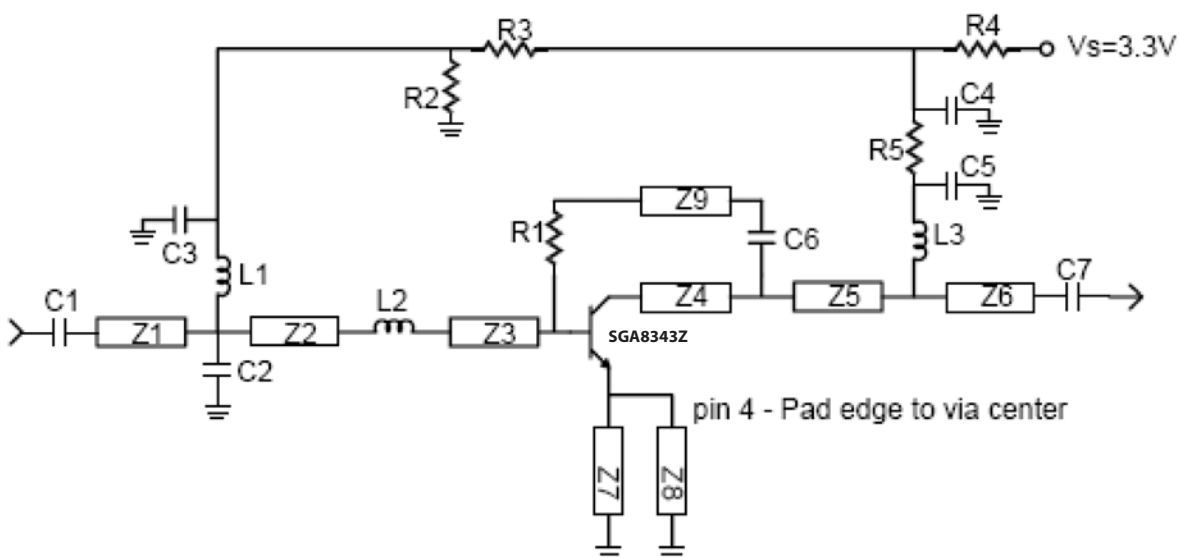 R3
R4
Vs=3.3V
R2
C4
R5
C5
Z9
R1
C6
L3
C3
L1
C1
L2
C7
Z1
Z2
Z3
Z4
Z5
Z6
SGA8343Z
C2
pin 4 - Pad edge to via center
Z7
Z8